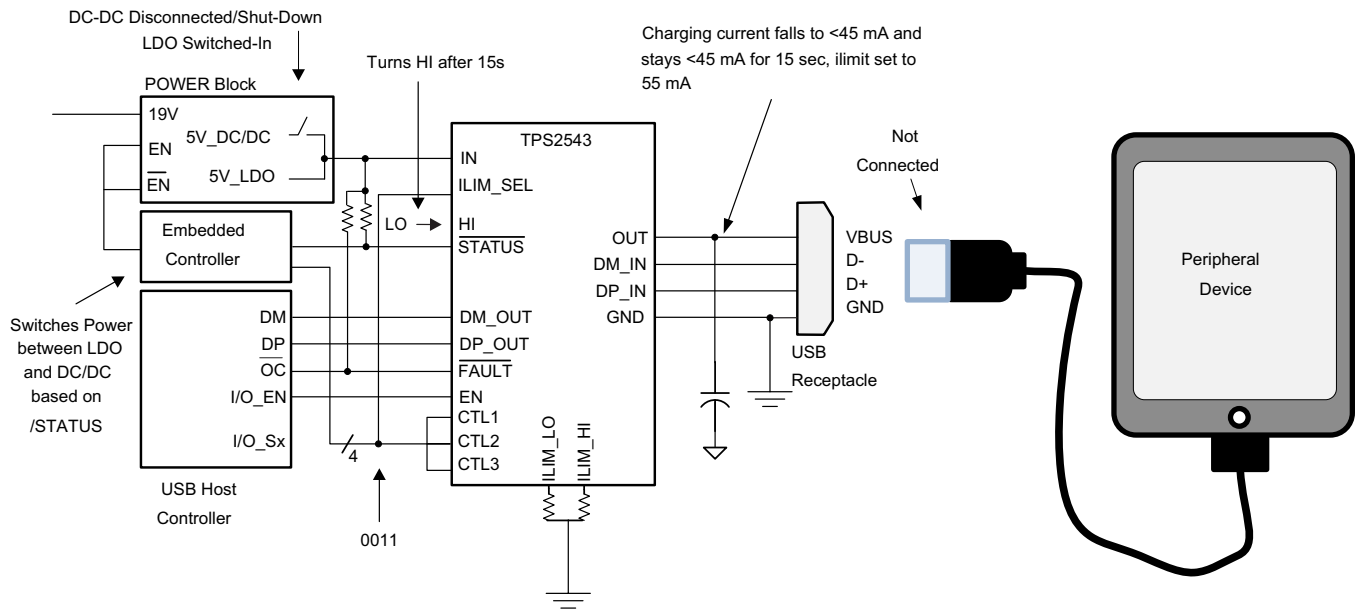 DC-DC Disconnected/Shut-Down
LDO Switched-In
Turns HI after 15s
Charging current falls to <45 mA and
stays <45 mA for 15 sec, ilimit set to
55 mA
POWER Block
19V
5V_DC/DC
EN
EN
5V_LDO
Embedded
Controller
Switches Power
between LDO
and DC/DC
based on
/STATUS
DM
DP
OC
I/O_EN
I/O_Sx
USB Host
Controller
4
0011
LO
HI
TPS2543
IN
ILIM_SEL
STATUS
DM_OUT
DP_OUT
FAULT
EN
CTL1
CTL2
CTL3
ILIM_LO
ILIM_HI
OUT
DM_IN
DP_IN
GND
VBUS
D-
D+
GND
USB
Receptacle
Not
Connected
Peripheral
Device